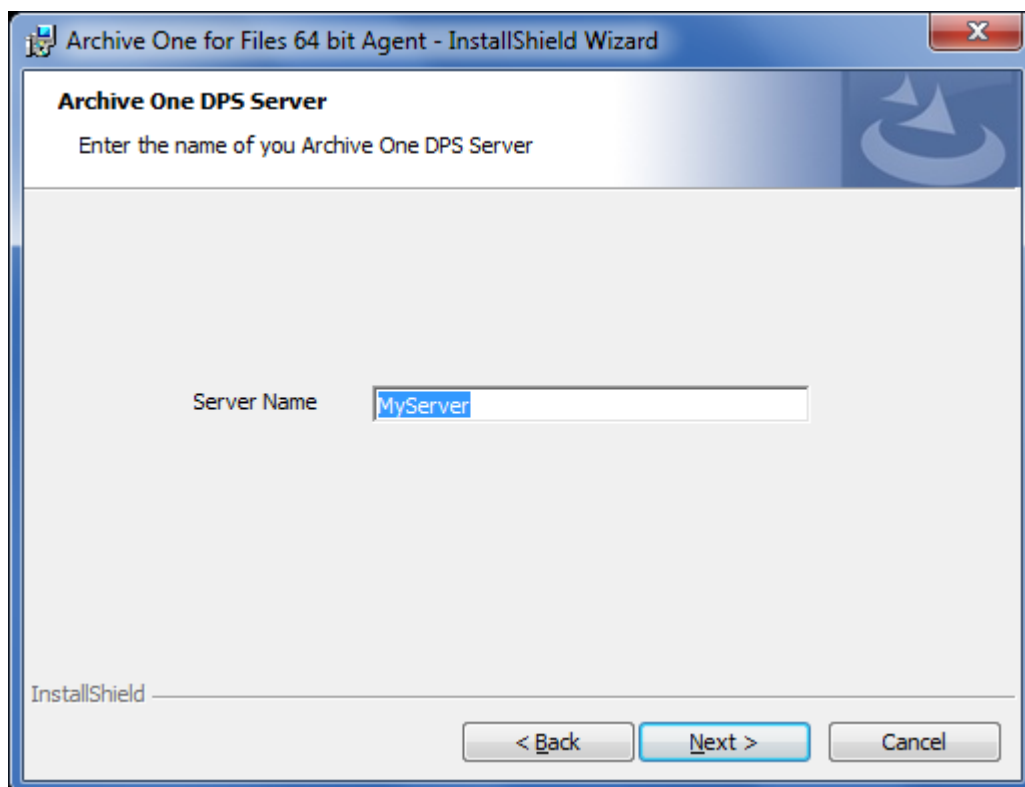 Archive One for Files 64 bit Agent - InstallShield Wizard
Archive One DPS Server
Enter the name of you Archive One DPS Server
Server Name MyServer
InstallShield
< Back Next > Cancel